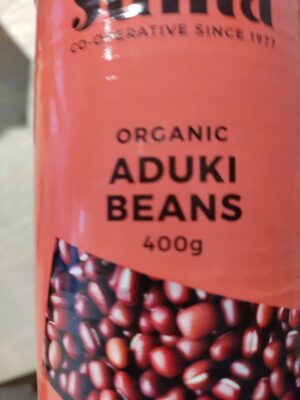 CO-OPERATIVE SINCE 1977
ORGANIC
ADUKI
BEANS
400g